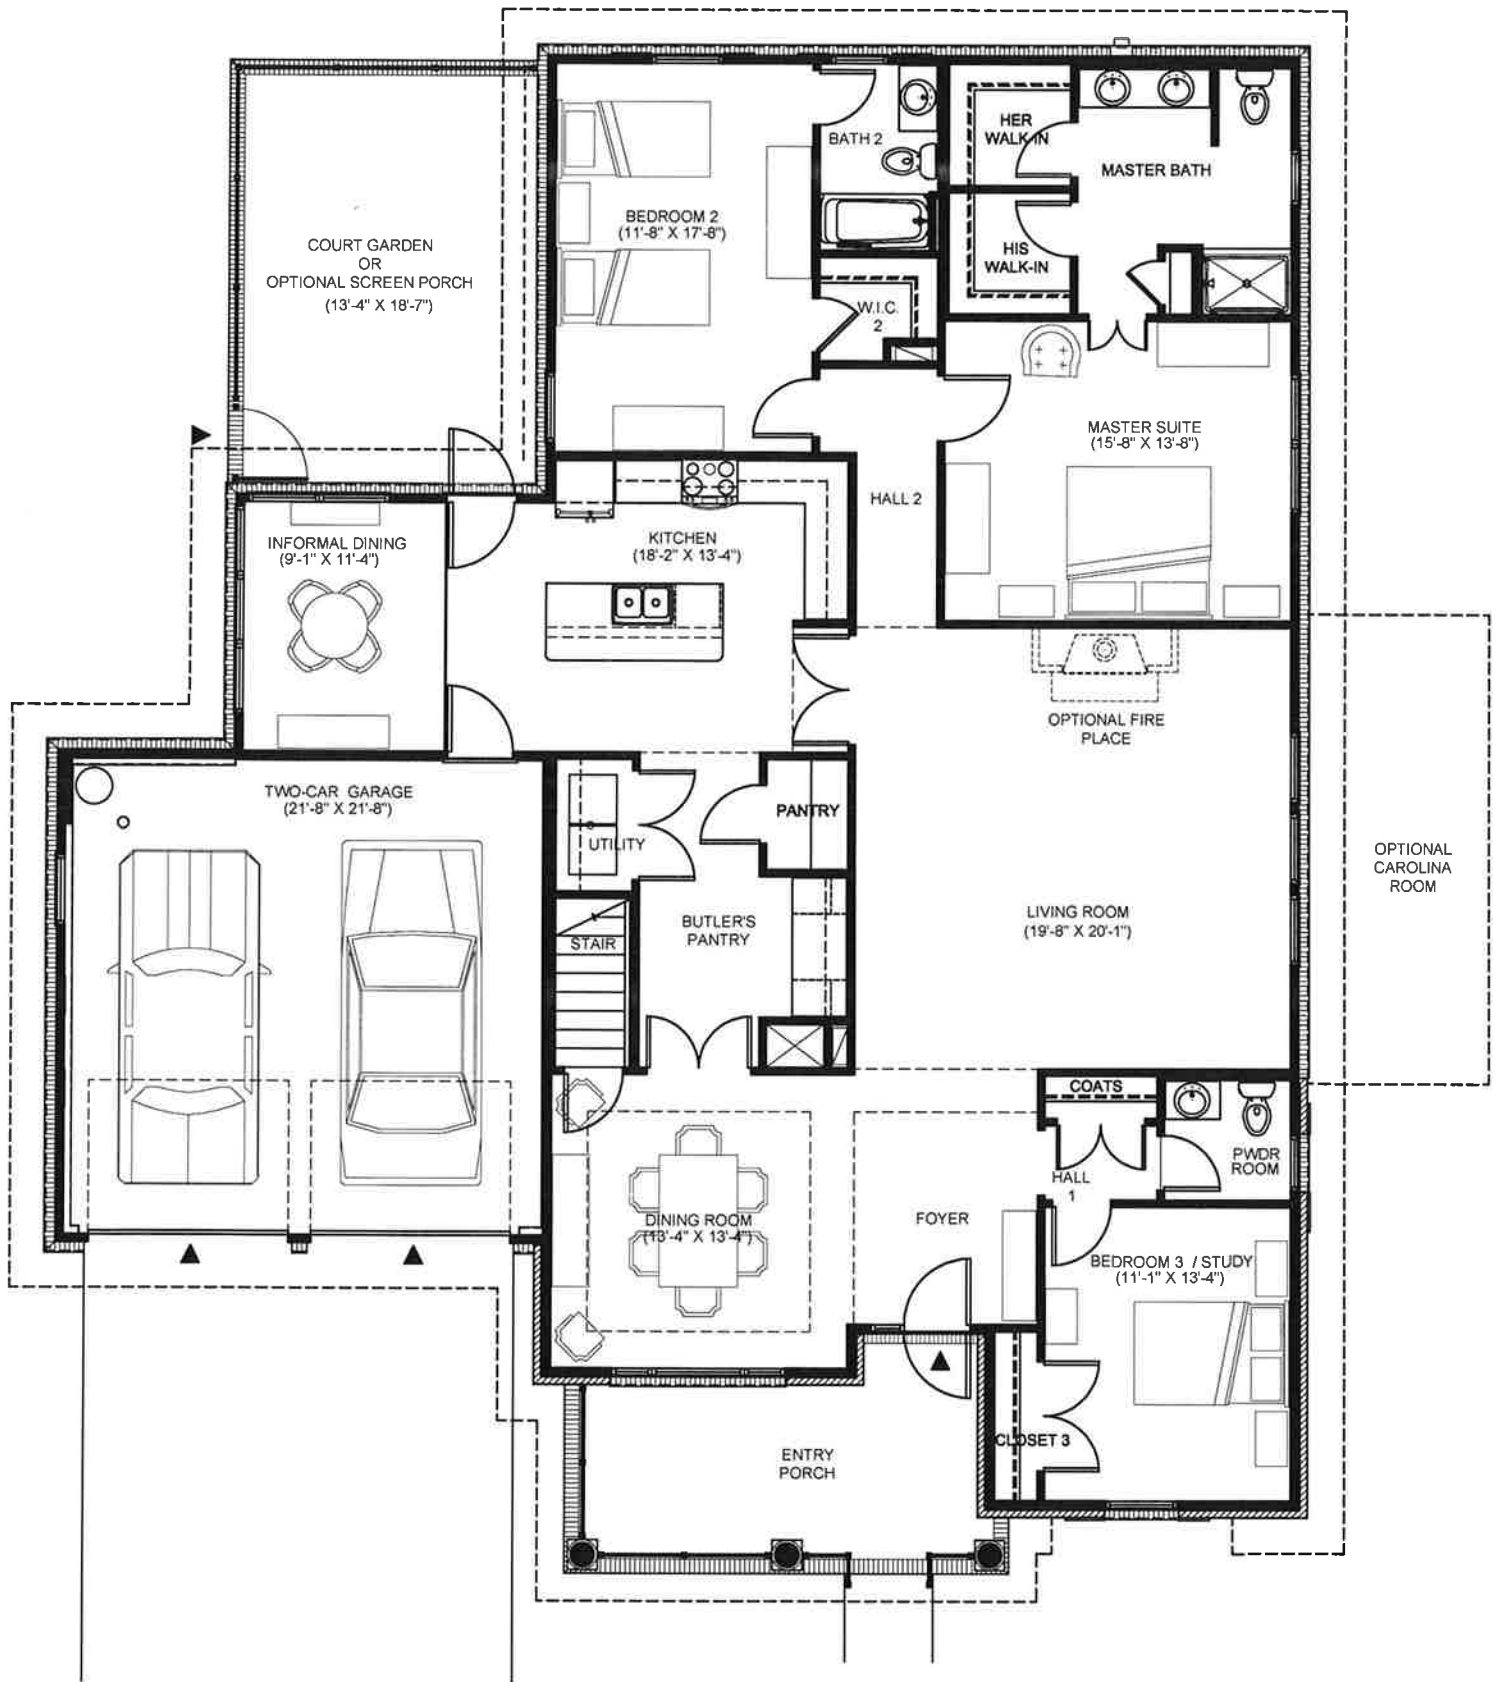 HER
WALK-IN
BATH 2
MASTER BATH
BEDROOM 2
(11'-8" X 17'-8")
COURT GARDEN
OR
OPTIONAL SCREEN PORCH
(13'-4" X 18'-7")
HIS
WALK-IN
W.I.C.
2
MASTER SUITE
(15'-8" X 13'-8")
HALL 2
INFORMAL DINING
(9'-1" X 11'-4")
KITCHEN
(18'-2" X 13'-4")
OPTIONAL FIRE
PLACE
TWO-CAR GARAGE
(21'-8" X 21'-8")
PANTRY
UTILITY
OPTIONAL
CAROLINA
ROOM
BUTLER'S
PANTRY
STAIR
LIVING ROOM
(19'-8" X 20'-1")
COATS
PWDR
ROOM
HALL
1
DINING ROOM
(13'-4" X 13'-4")
FOYER
BEDROOM 3 / STUDY
(11'-1" X 13'-4")
CLOSET 3
ENTRY
PORCH